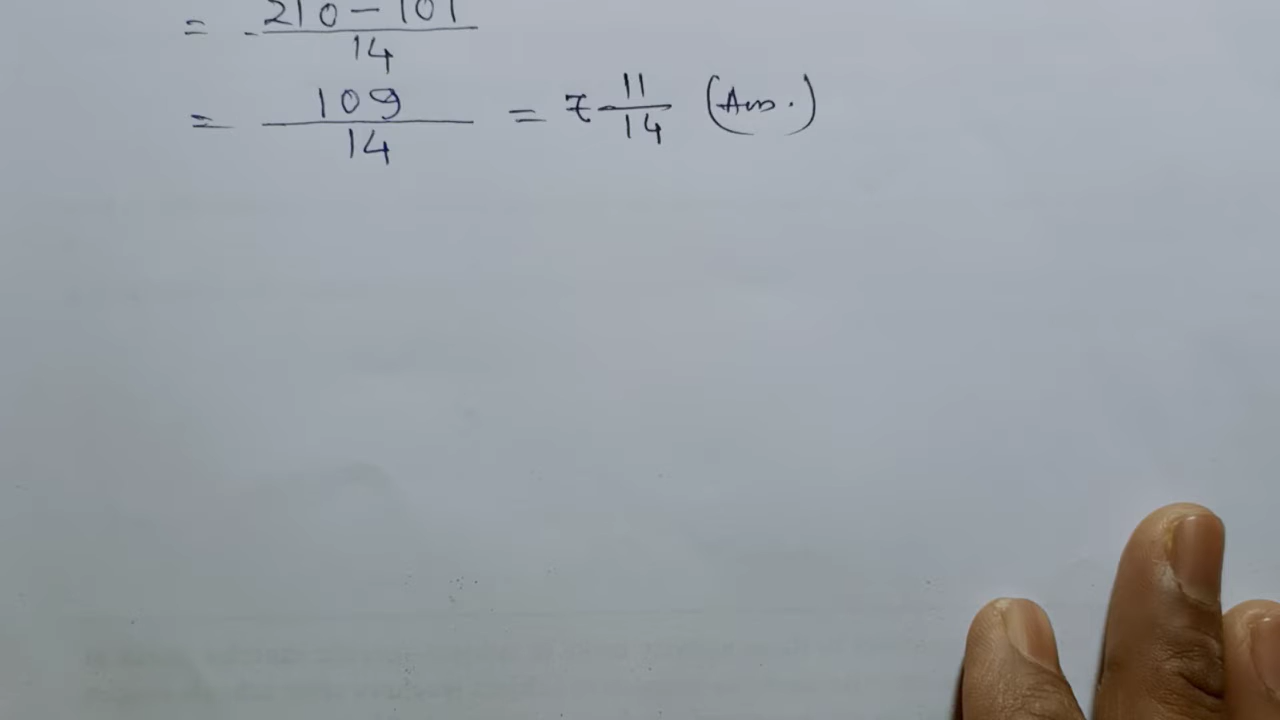 = 210 - 101 / 14
= 109 / 14 = 7 11/14 (Ans.)